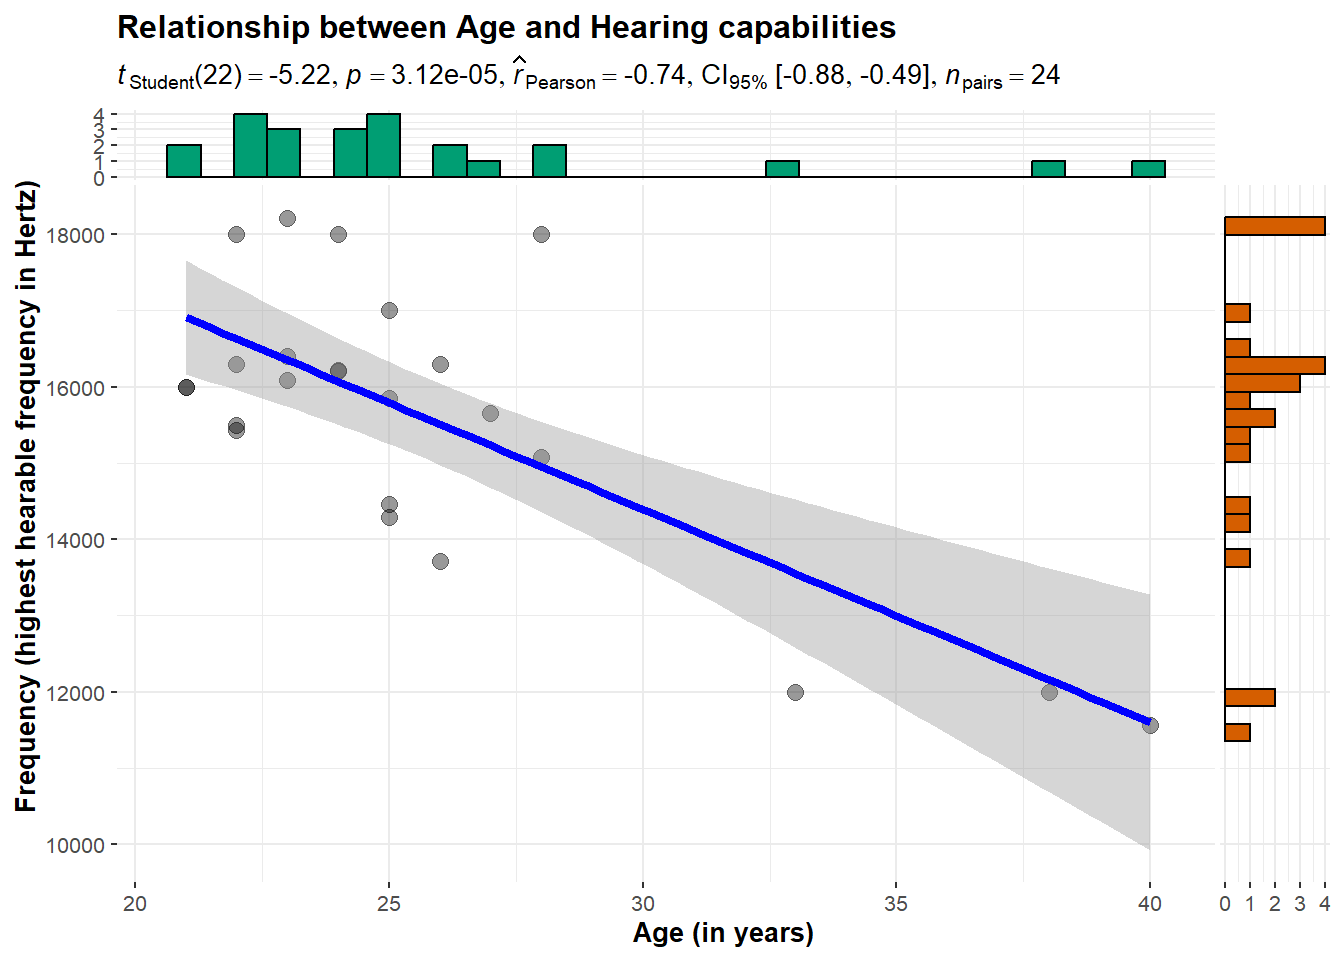 Relationship between Age and Hearing capabilities
t Student(22) = -5.22, p = 3.12e-05, r̂ Pearson = -0.74, CI95% [-0.88, -0.49], n pairs = 24
4
3
2
1
0
Frequency (highest hearable frequency in Hertz)
18000
16000
14000
12000
10000
20 25 30 35 40 0 1 2 3 4
Age (in years)